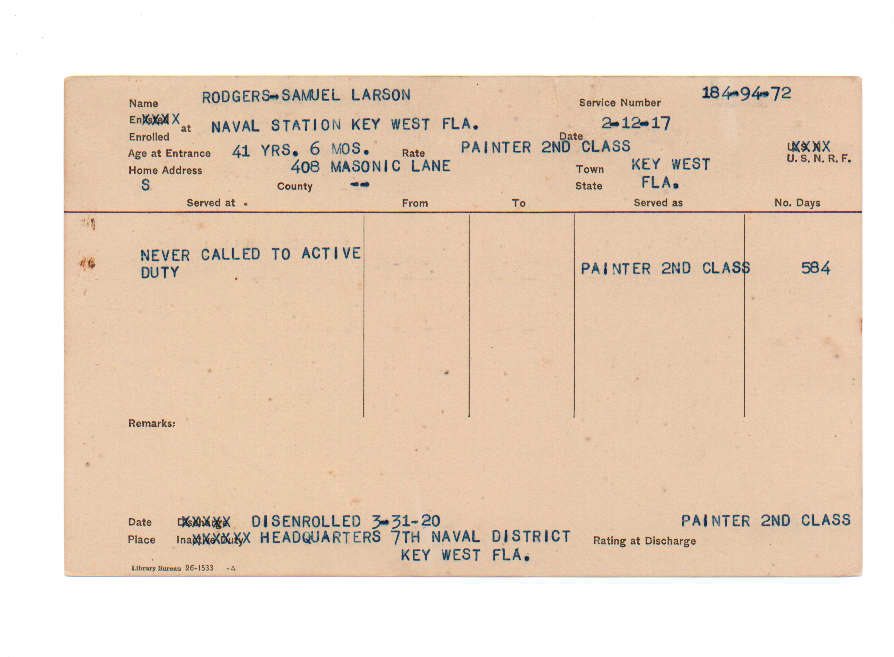 Name RODGERS-SAMUEL LARSON Service Number 184-94-72
Enrolled at NAVAL STATION KEY WEST FLA. Date 2-12-17
Age at Entrance 41 YRS. 6 MOS. Rate PAINTER 2ND CLASS U. S. N. R. F.
Home Address 408 MASONIC LANE Town KEY WEST
S County -- State FLA.
Served at From To Served as No. Days
NEVER CALLED TO ACTIVE
DUTY PAINTER 2ND CLASS 584
Remarks:
Date XXXXX DISENROLLED 3-31-20 PAINTER 2ND CLASS
Place XXXXXX HEADQUARTERS 7TH NAVAL DISTRICT Rating at Discharge
KEY WEST FLA.
Library Bureau 26-1533